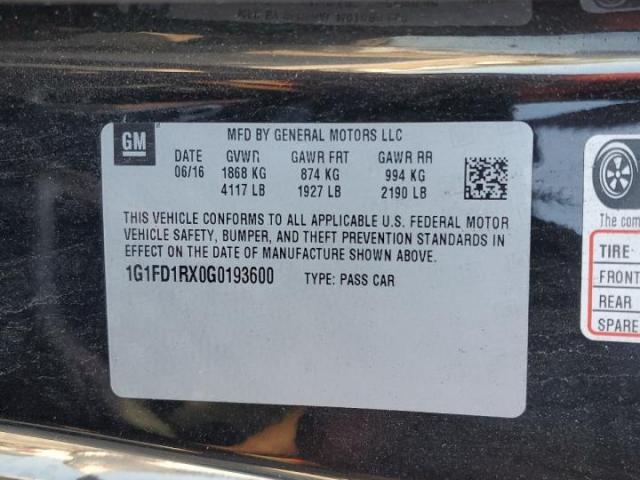 GM
MFD BY GENERAL MOTORS LLC
DATE GVWR GAWR FRT GAWR RR
06/16 1868 KG 874 KG 994 KG
4117 LB 1927 LB 2190 LB
THIS VEHICLE CONFORMS TO ALL APPLICABLE U.S. FEDERAL MOTOR
VEHICLE SAFETY, BUMPER, AND THEFT PREVENTION STANDARDS IN
EFFECT ON THE DATE OF MANUFACTURE SHOWN ABOVE.
1G1FD1RX0G0193600 TYPE: PASS CAR
The com
TIRE
FRONT
REAR
SPARE